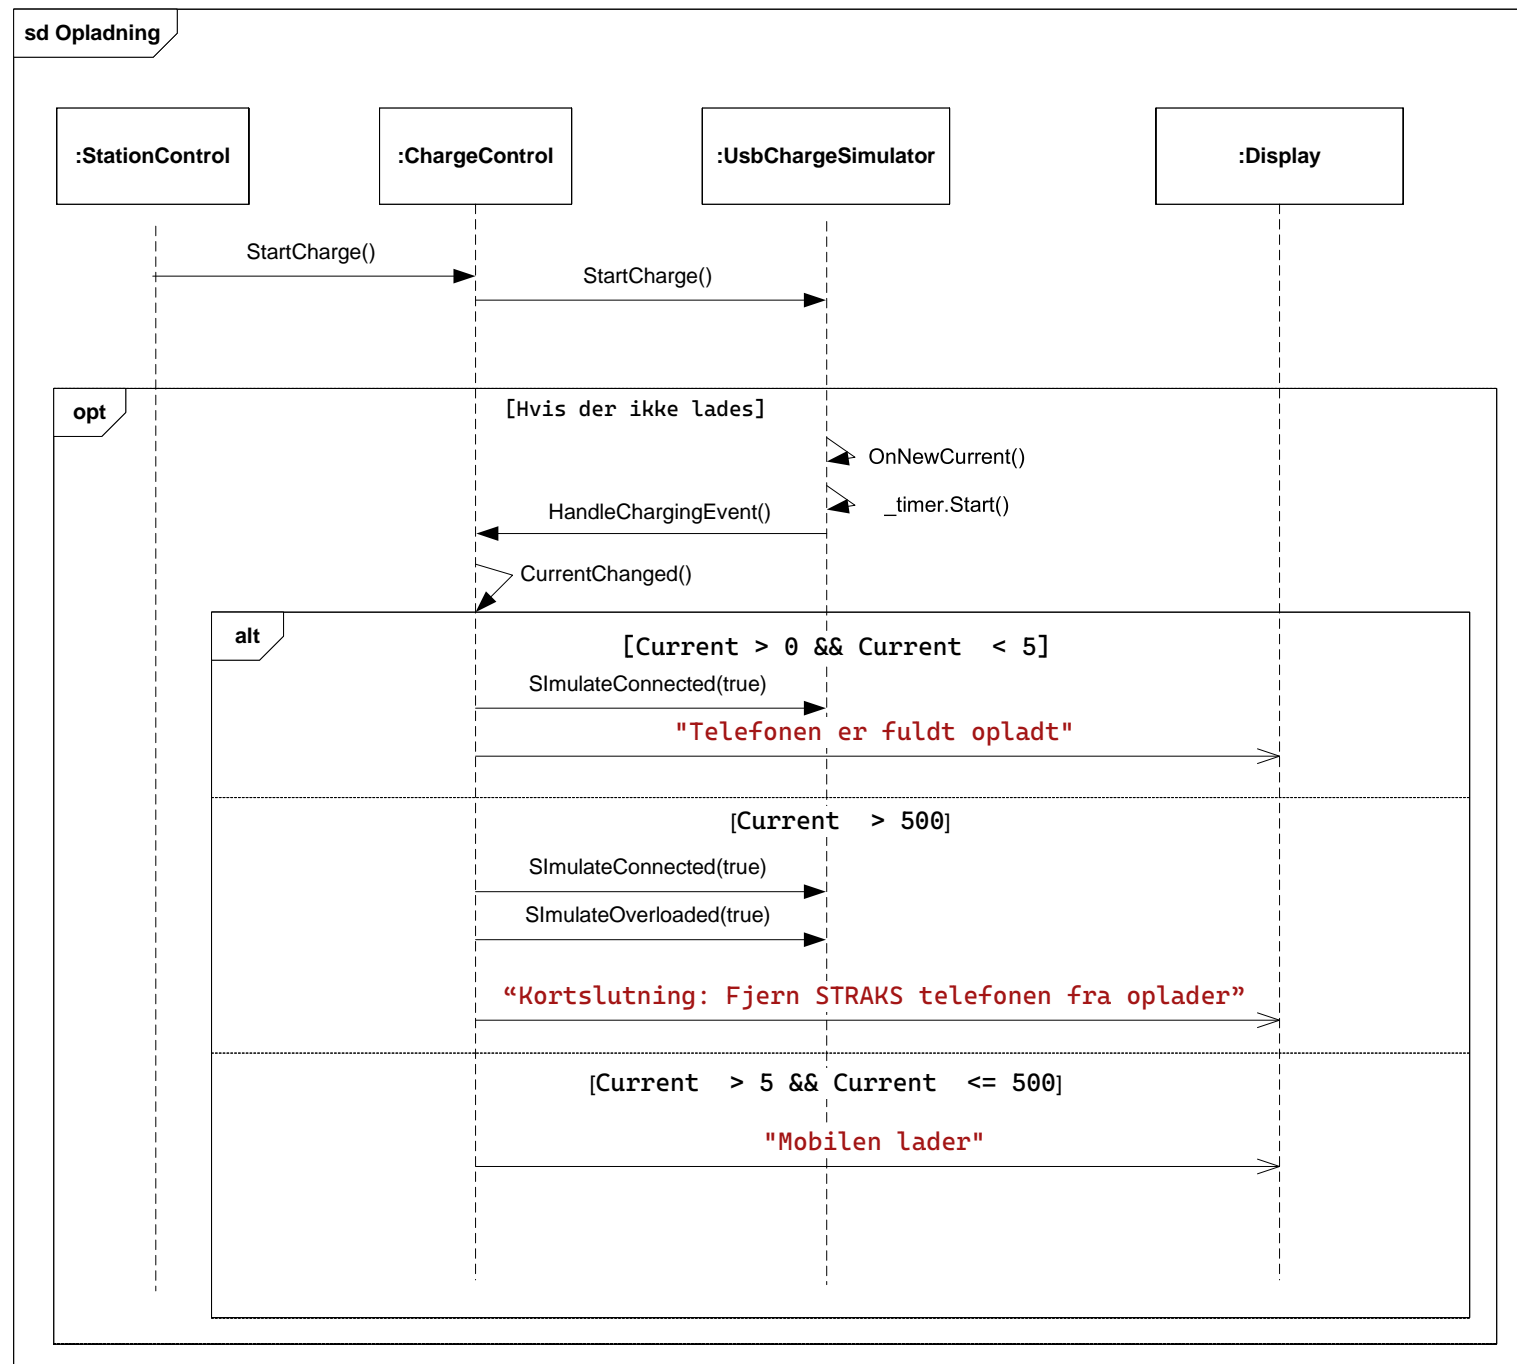 sd Opladning
:StationControl
:ChargeControl
:UsbChargeSimulator
:Display
StartCharge()
StartCharge()
opt
[Hvis der ikke lades]
OnNewCurrent()
_timer.Start()
HandleChargingEvent()
CurrentChanged()
alt
[Current > 0 && Current < 5]
SImulateConnected(true)
"Telefonen er fuldt opladt"
[Current > 500]
SImulateConnected(true)
SImulateOverloaded(true)
“Kortslutning: Fjern STRAKS telefonen fra oplader”
[Current > 5 && Current <= 500]
"Mobilen lader"